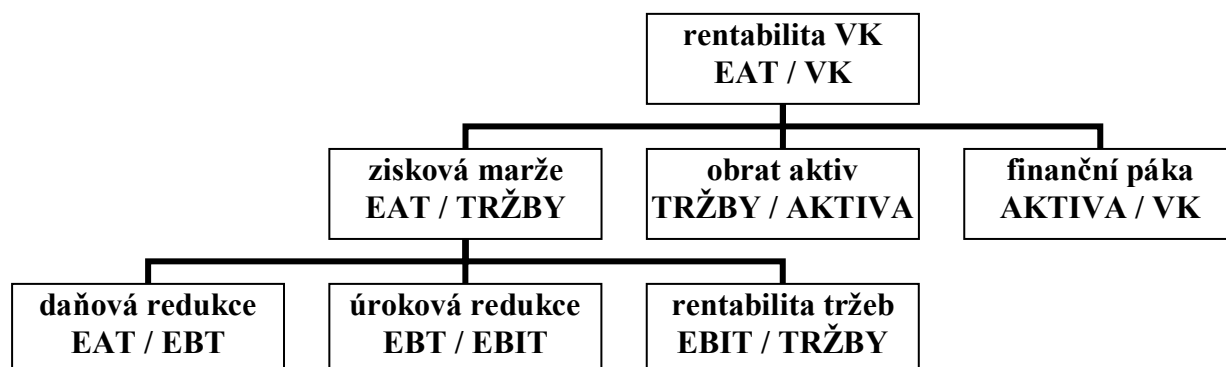 rentabilita VK
EAT / VK
zisková marže
EAT / TRŽBY
obrat aktiv
TRŽBY / AKTIVA
finanční páka
AKTIVA / VK
daňová redukce
EAT / EBT
úroková redukce
EBT / EBIT
rentabilita tržeb
EBIT / TRŽBY